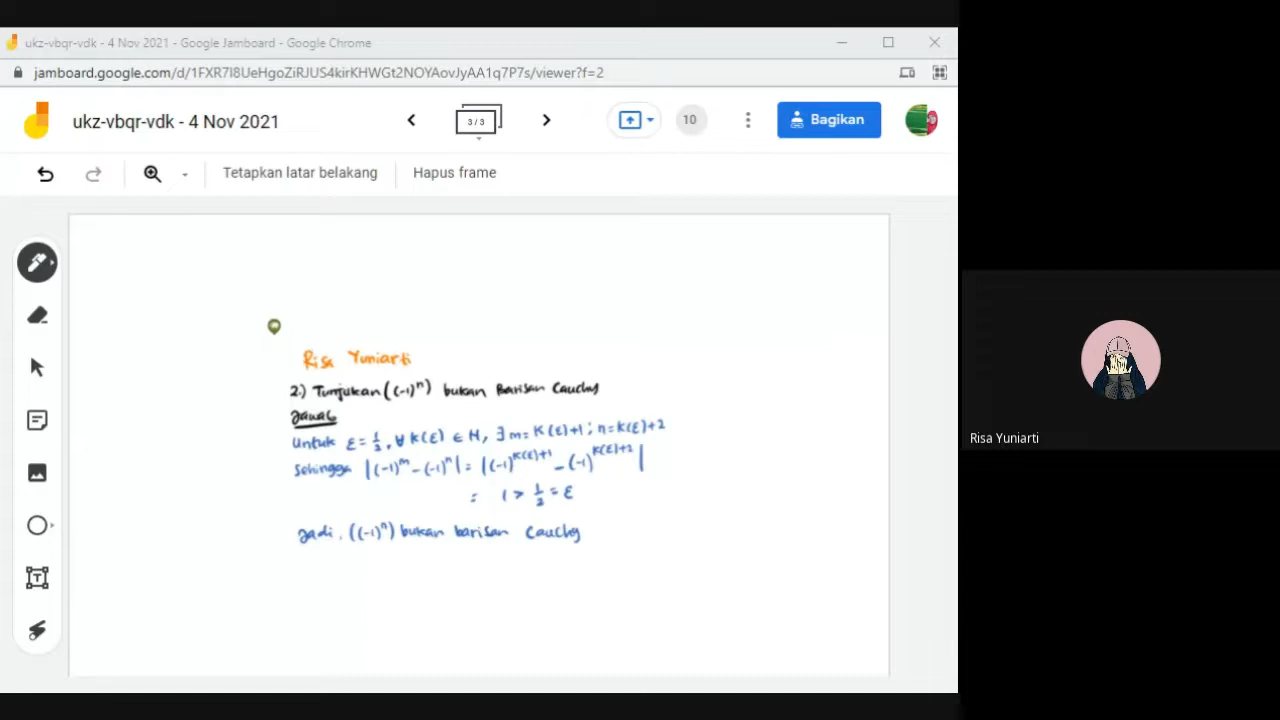 ukz-vbqr-vdk - 4 Nov 2021 - Google Jamboard - Google Chrome
jamboard.google.com/d/1FXR7I8UeHgoZiRJUS4kirKHWGt2NOYAovJyAA1q7P7s/viewer?f=2
ukz-vbqr-vdk - 4 Nov 2021
3 / 3
10
Bagikan
Tetapkan latar belakang
Hapus frame
Risa Yuniarti
2.) Tunjukan ((-1)^n) bukan Barisan Cauchy
Jawab
Untuk ε = 1/2, ∀ K(ε) ∈ N, ∃ m = K(ε)+1 ; n = K(ε)+2
Sehingga |(-1)^m - (-1)^n| = |(-1)^{K(ε)+1} - (-1)^{K(ε)+2}|
= 1 > 1/2 = ε
Jadi, ((-1)^n) bukan barisan Cauchy
Risa Yuniarti